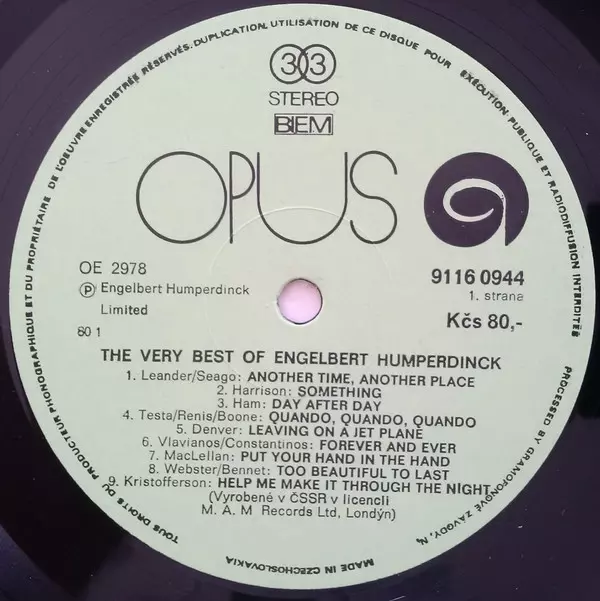 TOUS DROITS DU PRODUCTEUR PHONOGRAPHIQUE ET DU PROPRIÉTAIRE DE L'OEUVRE ENREGISTRÉE RÉSERVÉS. DUPLICATION, UTILISATION DE CE DISQUE POUR EXÉCUTION PUBLIQUE ET RADIODIFFUSION INTERDITÉS
33
STEREO
BIEM
OPUS
OE 2978
Ⓟ Engelbert Humperdinck
Limited
60 1
9116 0944
1. strana
Kčs 80,-
THE VERY BEST OF ENGELBERT HUMPERDINCK
1. Leander/Seago: ANOTHER TIME, ANOTHER PLACE
2. Harrison: SOMETHING
3. Ham: DAY AFTER DAY
4. Testa/Renis/Boone: QUANDO, QUANDO, QUANDO
5. Denver: LEAVING ON A JET PLANE
6. Vlavianos/Constantinos: FOREVER AND EVER
7. MacLellan: PUT YOUR HAND IN THE HAND
8. Webster/Bennet: TOO BEAUTIFUL TO LAST
9. Kristofferson: HELP ME MAKE IT THROUGH THE NIGHT
(Vyrobené v ČSSR v licencii
M. A. M Records Ltd, Londýn)
PROCESSED BY GRAMOFONOVÉ ZÁVODY, N,
MADE IN CZECHOSLOVAKIA